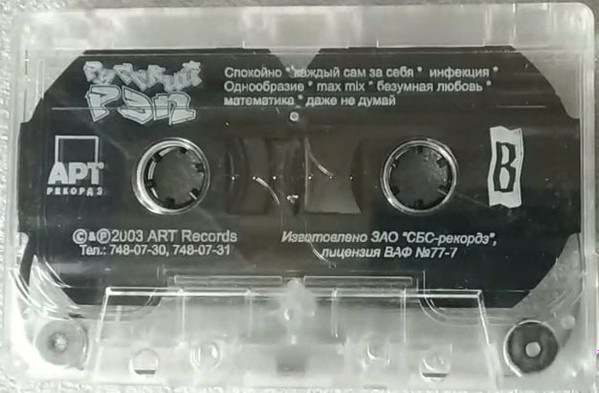 Русский
Рэп
Спокойно * каждый сам за себя * инфекция *
Однообразие * max mix * безумная любовь *
математика * даже не думай
АРТ
РЕКОРДЗ
B
©&℗2003 ART Records
Тел.: 748-07-30, 748-07-31
Изготовлено ЗАО "СБС-рекордз",
лицензия ВАФ №77-7